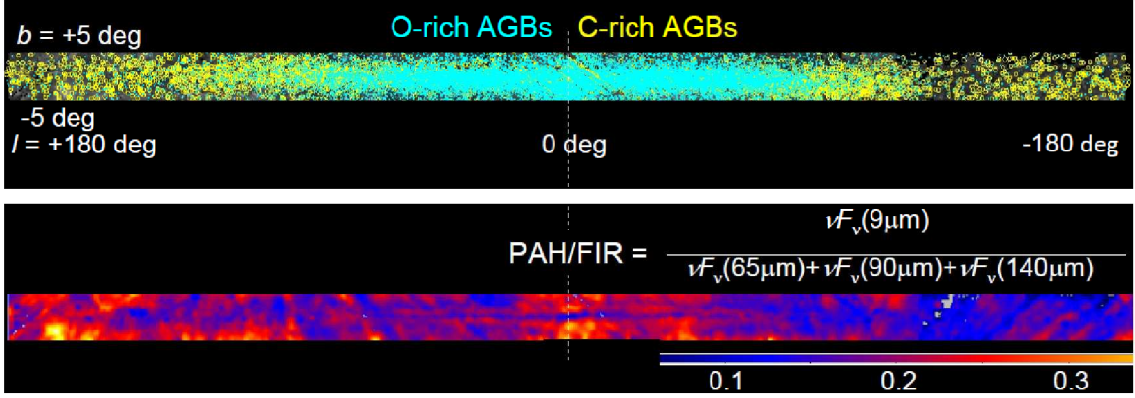 O-rich AGBs C-rich AGBs
b = +5 deg
-5 deg
l = +180 deg 0 deg -180 deg
PAH/FIR = νFν(9μm)
νFν(65μm)+νFν(90μm)+νFν(140μm)
0.1 0.2 0.3